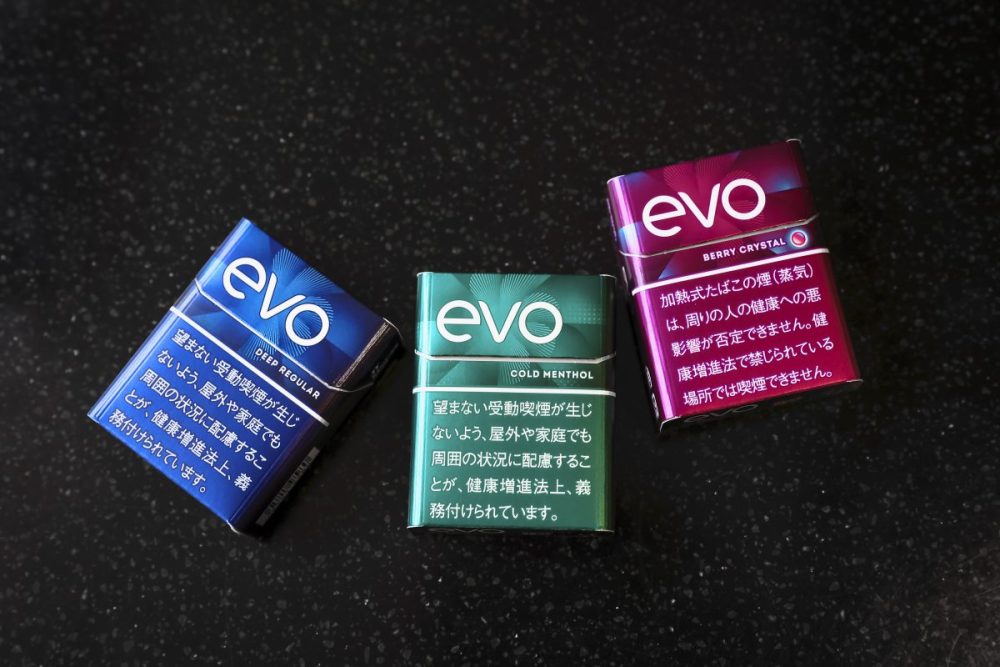 evo
DEEP REGULAR
望まない受動喫煙が生じ
ないよう、屋外や家庭でも
周囲の状況に配慮するこ
とが、健康増進法上、義
務付けられています。
evo
COLD MENTHOL
望まない受動喫煙が生じ
ないよう、屋外や家庭でも
周囲の状況に配慮するこ
とが、健康増進法上、義
務付けられています。
evo
evo
BERRY CRYSTAL
加熱式たばこの煙（蒸気）
は、周りの人の健康への悪
影響が否定できません。健
康増進法で禁じられている
場所では喫煙できません。
evo